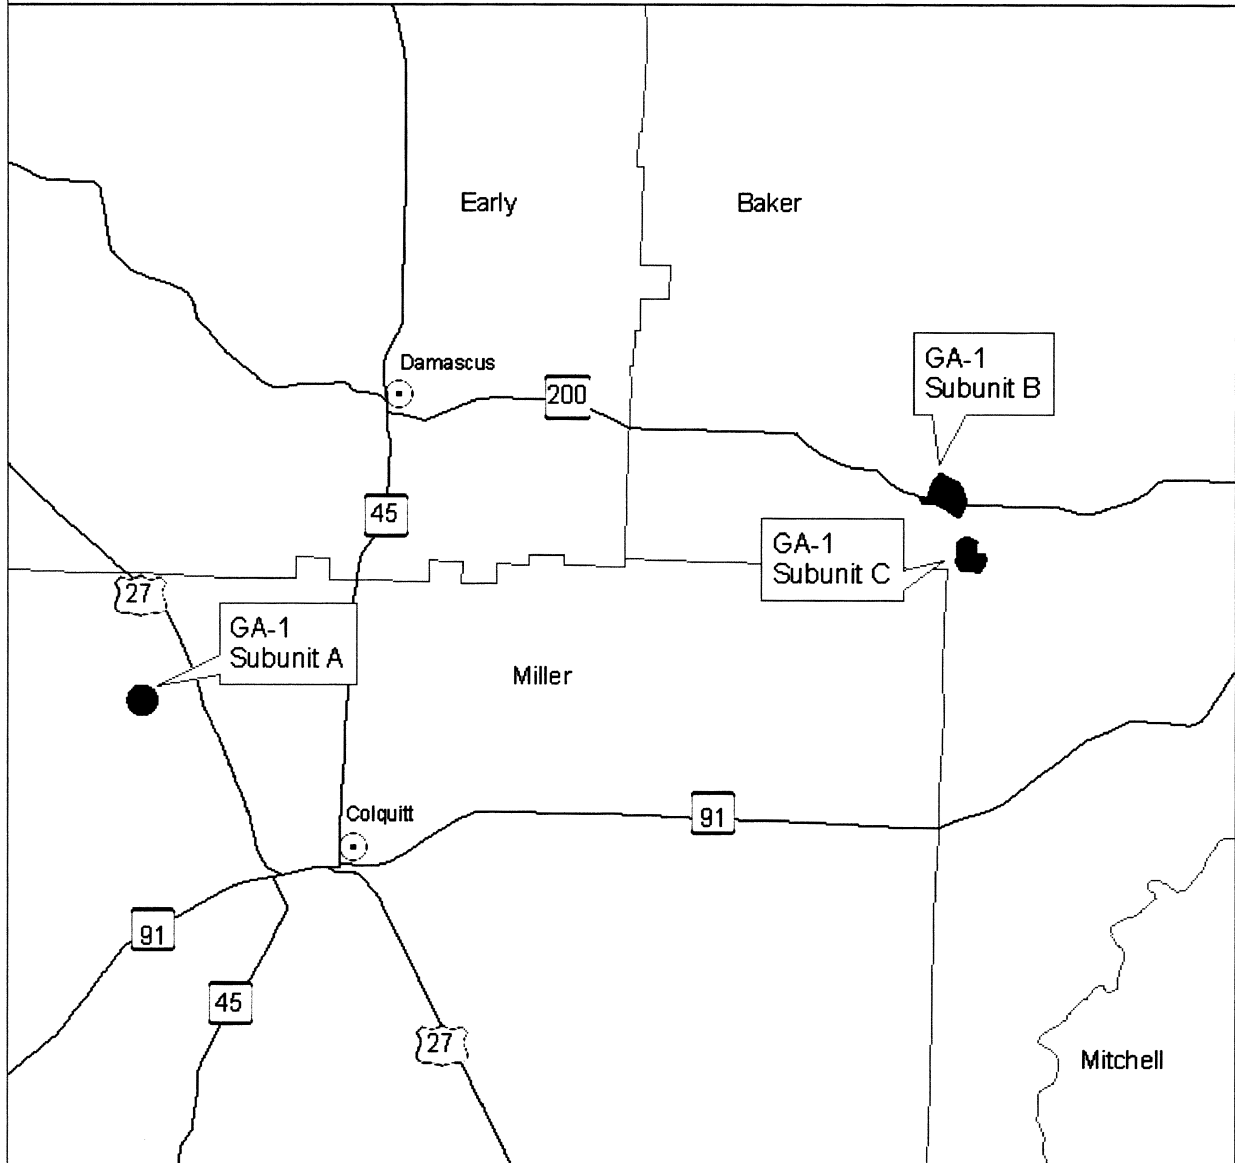 Early
Baker
GA-1
Subunit B
Damascus
200
45
GA-1
Subunit C
27
GA-1
Subunit A
Miller
Colquitt
91
91
45
27
Mitchell